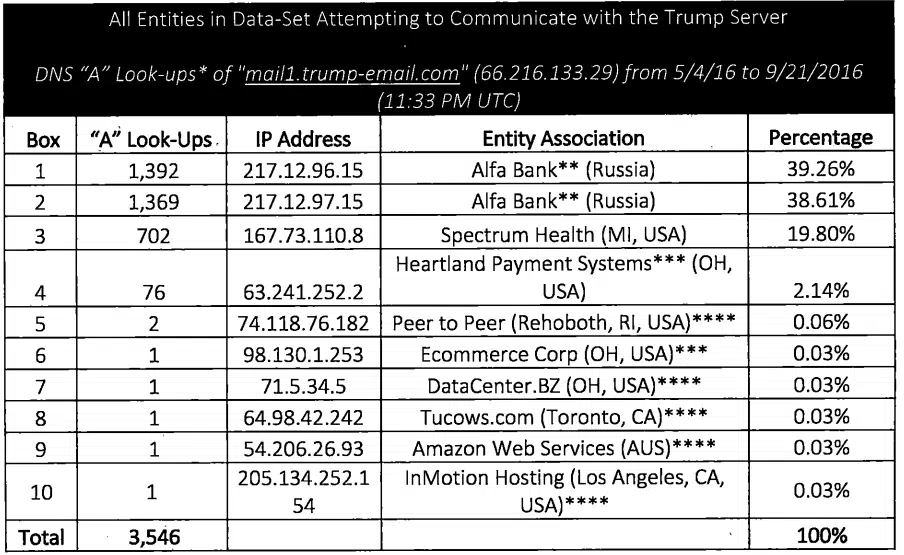 All Entities in Data-Set Attempting to Communicate with the Trump Server
DNS "A" Look-ups* of "mail1.trump-email.com" (66.216.133.29) from 5/4/16 to 9/21/2016
(11:33 PM UTC)
Box "A" Look-Ups IP Address Entity Association Percentage
1 1,392 217.12.96.15 Alfa Bank** (Russia) 39.26%
2 1,369 217.12.97.15 Alfa Bank** (Russia) 38.61%
3 702 167.73.110.8 Spectrum Health (MI, USA) 19.80%
Heartland Payment Systems*** (OH,
4 76 63.241.252.2 USA) 2.14%
5 2 74.118.76.182 Peer to Peer (Rehoboth, RI, USA)**** 0.06%
6 1 98.130.1.253 Ecommerce Corp (OH, USA)*** 0.03%
7 1 71.5.34.5 DataCenter.BZ (OH, USA)**** 0.03%
8 1 64.98.42.242 Tucows.com (Toronto, CA)**** 0.03%
9 1 54.206.26.93 Amazon Web Services (AUS)**** 0.03%
205.134.252.1 InMotion Hosting (Los Angeles, CA,
10 1 54 USA)**** 0.03%
Total 3,546 100%